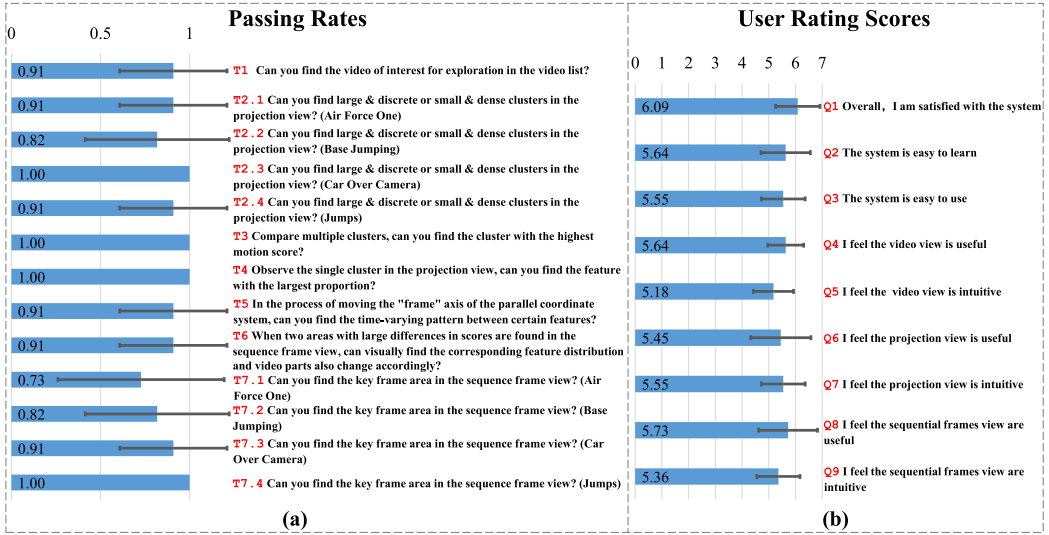 Passing Rates
0 0.5 1
0.91 T1 Can you find the video of interest for exploration in the video list?
0.91 T2.1 Can you find large & discrete or small & dense clusters in the
projection view? (Air Force One)
0.82 T2.2 Can you find large & discrete or small & dense clusters in the
projection view? (Base Jumping)
1.00 T2.3 Can you find large & discrete or small & dense clusters in the
projection view? (Car Over Camera)
0.91 T2.4 Can you find large & discrete or small & dense clusters in the
projection view? (Jumps)
1.00 T3 Compare multiple clusters, can you find the cluster with the highest
motion score?
1.00 T4 Observe the single cluster in the projection view, can you find the feature
with the largest proportion?
0.91 T5 In the process of moving the "frame" axis of the parallel coordinate
system, can you find the time-varying pattern between certain features?
0.91 T6 When two areas with large differences in scores are found in the
sequence frame view, can visually find the corresponding feature distribution
and video parts also change accordingly?
0.73 T7.1 Can you find the key frame area in the sequence frame view? (Air
Force One)
0.82 T7.2 Can you find the key frame area in the sequence frame view? (Base
Jumping)
0.91 T7.3 Can you find the key frame area in the sequence frame view? (Car
Over Camera)
1.00 T7.4 Can you find the key frame area in the sequence frame view? (Jumps)
(a)
User Rating Scores
0 1 2 3 4 5 6 7
6.09 Q1 Overall, I am satisfied with the system
5.64 Q2 The system is easy to learn
5.55 Q3 The system is easy to use
5.64 Q4 I feel the video view is useful
5.18 Q5 I feel the video view is intuitive
5.45 Q6 I feel the projection view is useful
5.55 Q7 I feel the projection view is intuitive
5.73 Q8 I feel the sequential frames view are
useful
5.36 Q9 I feel the sequential frames view are
intuitive
(b)